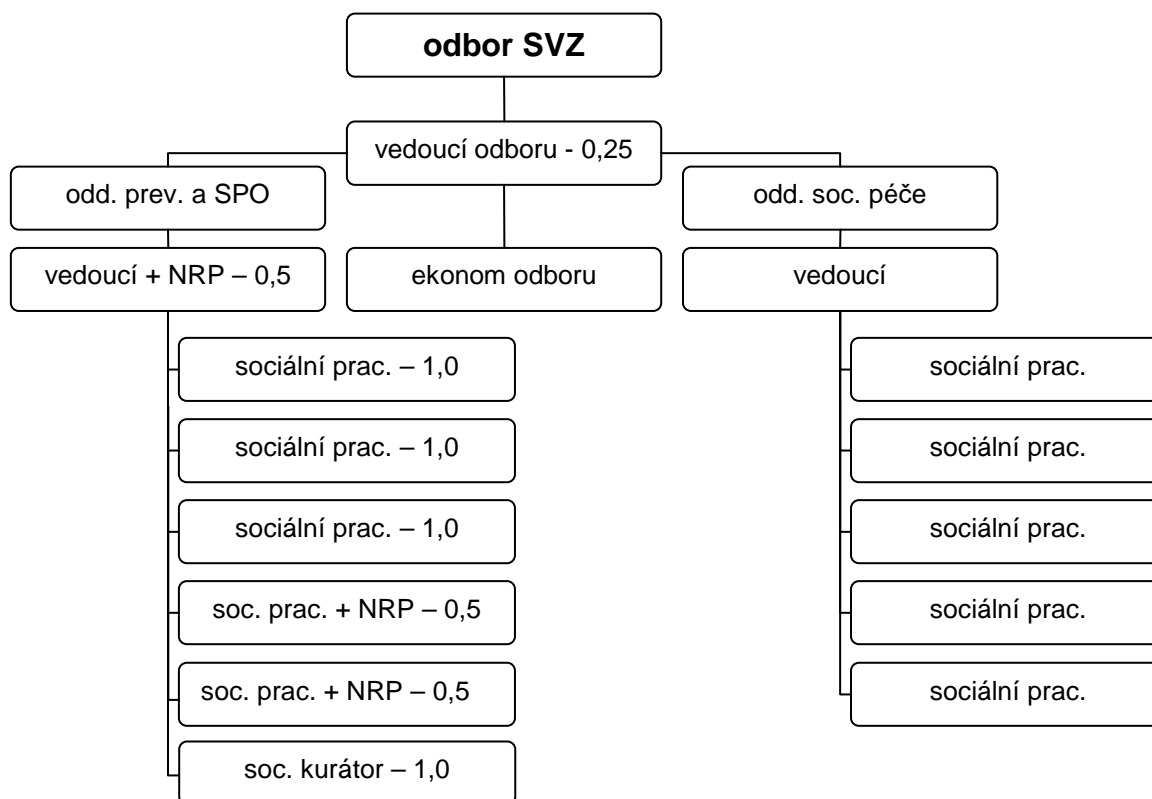 odbor SVZ
vedoucí odboru - 0,25
odd. prev. a SPO
odd. soc. péče
vedoucí + NRP – 0,5
ekonom odboru
vedoucí
sociální prac. – 1,0
sociální prac.
sociální prac. – 1,0
sociální prac.
sociální prac. – 1,0
sociální prac.
soc. prac. + NRP – 0,5
sociální prac.
soc. prac. + NRP – 0,5
sociální prac.
soc. kurátor – 1,0